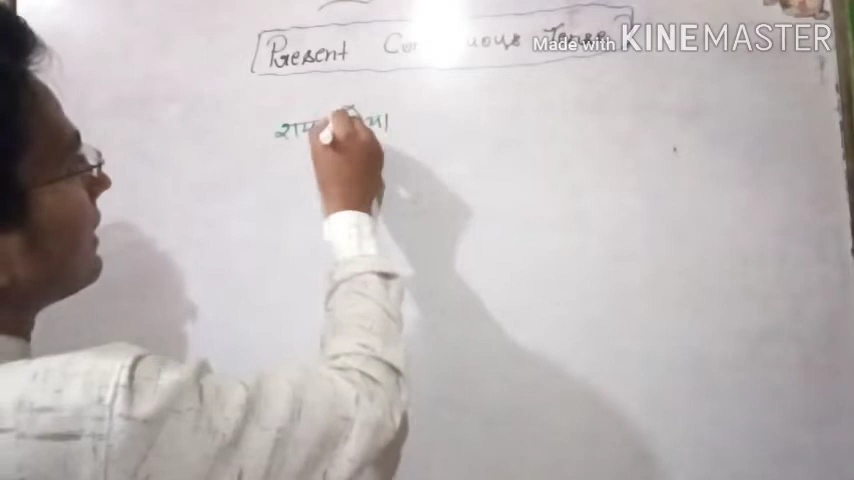 Present Continuous Tense
Made with KINEMASTER
राम